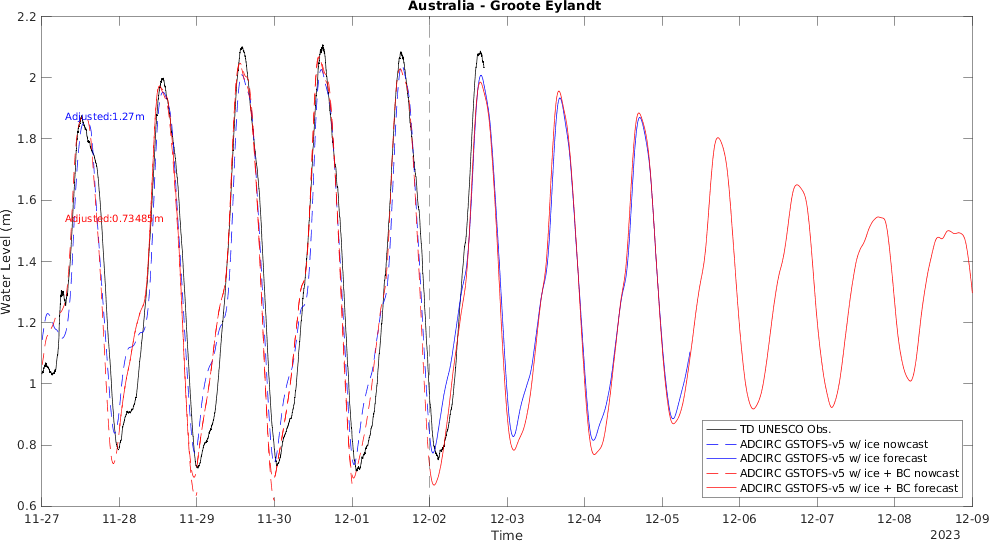 Australia - Groote Eylandt
2.2
2
1.8
1.6
1.4
1.2
1
0.8
0.6
Water Level (m)
Adjusted:1.27m
Adjusted:0.73485m
TD UNESCO Obs.
ADCIRC GSTOFS-v5 w/ ice nowcast
ADCIRC GSTOFS-v5 w/ ice forecast
ADCIRC GSTOFS-v5 w/ ice + BC nowcast
ADCIRC GSTOFS-v5 w/ ice + BC forecast
11-27 11-28 11-29 11-30 12-01 12-02 12-03 12-04 12-05 12-06 12-07 12-08 12-09
Time
2023